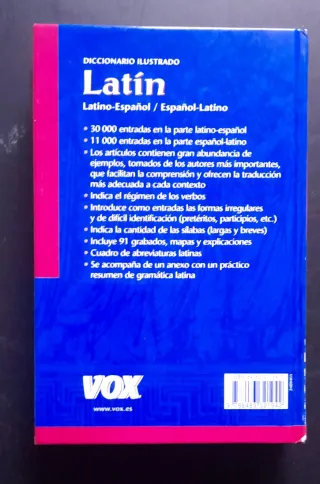 DICCIONARIO ILUSTRADO
Latín
Latino-Español / Español-Latino
• 30 000 entradas en la parte latino-español
• 11 000 entradas en la parte español-latino
• Los artículos contienen gran abundancia de
ejemplos, tomados de los autores más importantes,
que facilitan la comprensión y ofrecen la traducción
más adecuada a cada contexto
• Indica el régimen de los verbos
• Introduce como entradas las formas irregulares
y de difícil identificación (pretéritos, participios, etc.)
• Indica la cantidad de las sílabas (largas y breves)
• Incluye 91 grabados, mapas y explicaciones
• Cuadro de abreviaturas latinas
• Se acompaña de un anexo con un práctico
resumen de gramática latina
VOX
www.vox.es